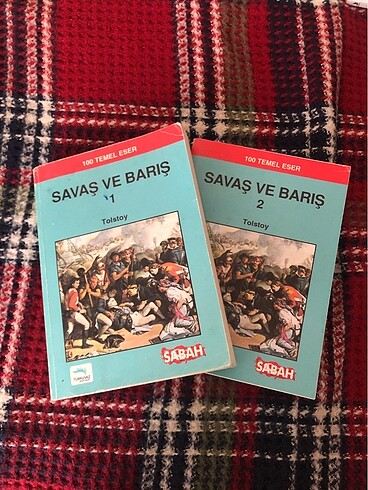 100 TEMEL ESER
SAVAŞ VE BARIŞ
1
Tolstoy
SABAH
100 TEMEL ESER
SAVAŞ VE BARIŞ
2
Tolstoy
SABAH